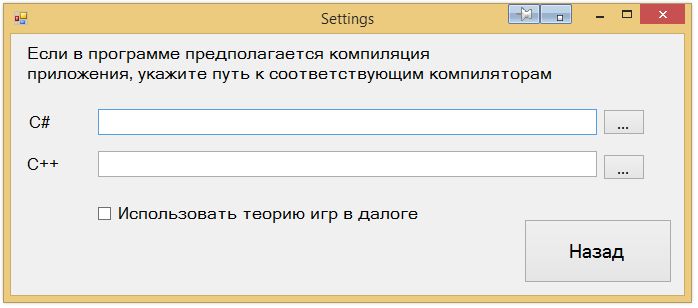 Settings
Если в программе предполагается компиляция
приложения, укажите путь к соответствующим компиляторам
C#
...
C++
...
Использовать теорию игр в далоге
Назад